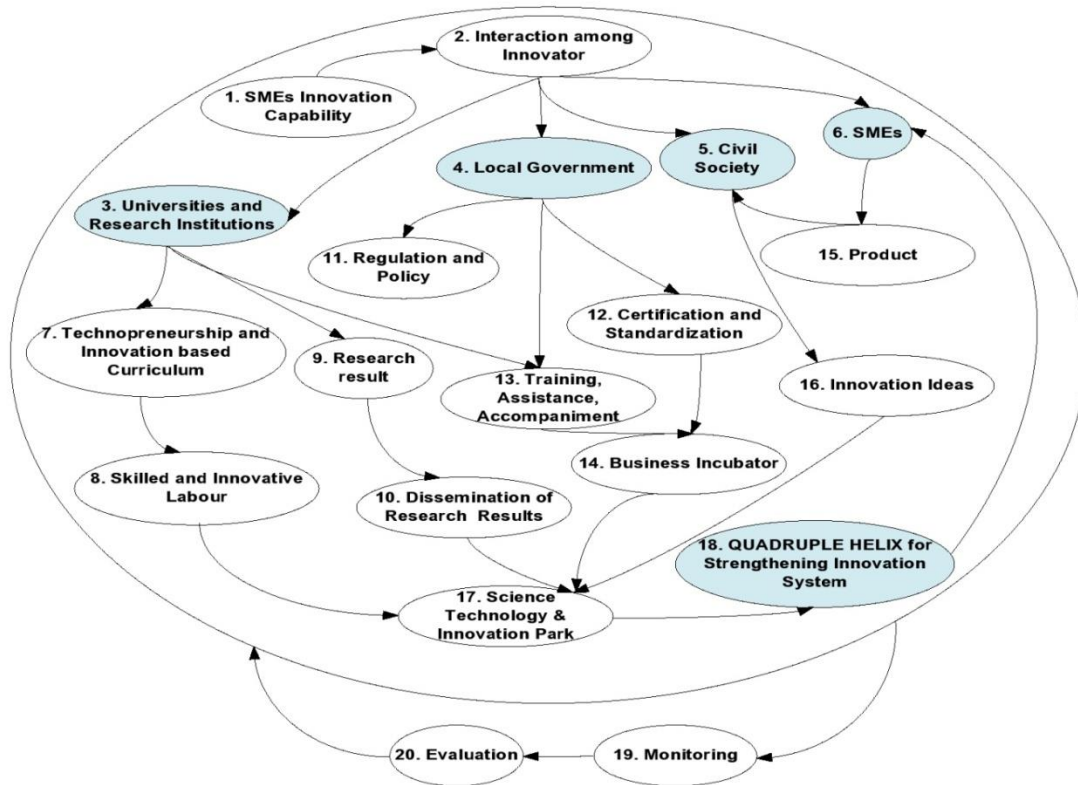 2. Interaction among
Innovator
1. SMEs Innovation
Capability
6. SMEs
5. Civil
Society
4. Local Government
3. Universities and
Research Institutions
11. Regulation and
Policy
15. Product
12. Certification and
Standardization
7. Technopreneurship and
Innovation based
Curriculum
9. Research
result
13. Training,
Assistance,
Accompaniment
16. Innovation Ideas
14. Business Incubator
8. Skilled and Innovative
Labour
10. Dissemination of
Research Results
18. QUADRUPLE HELIX for
Strengthening Innovation
System
17. Science
Technology &
Innovation Park
20. Evaluation
19. Monitoring